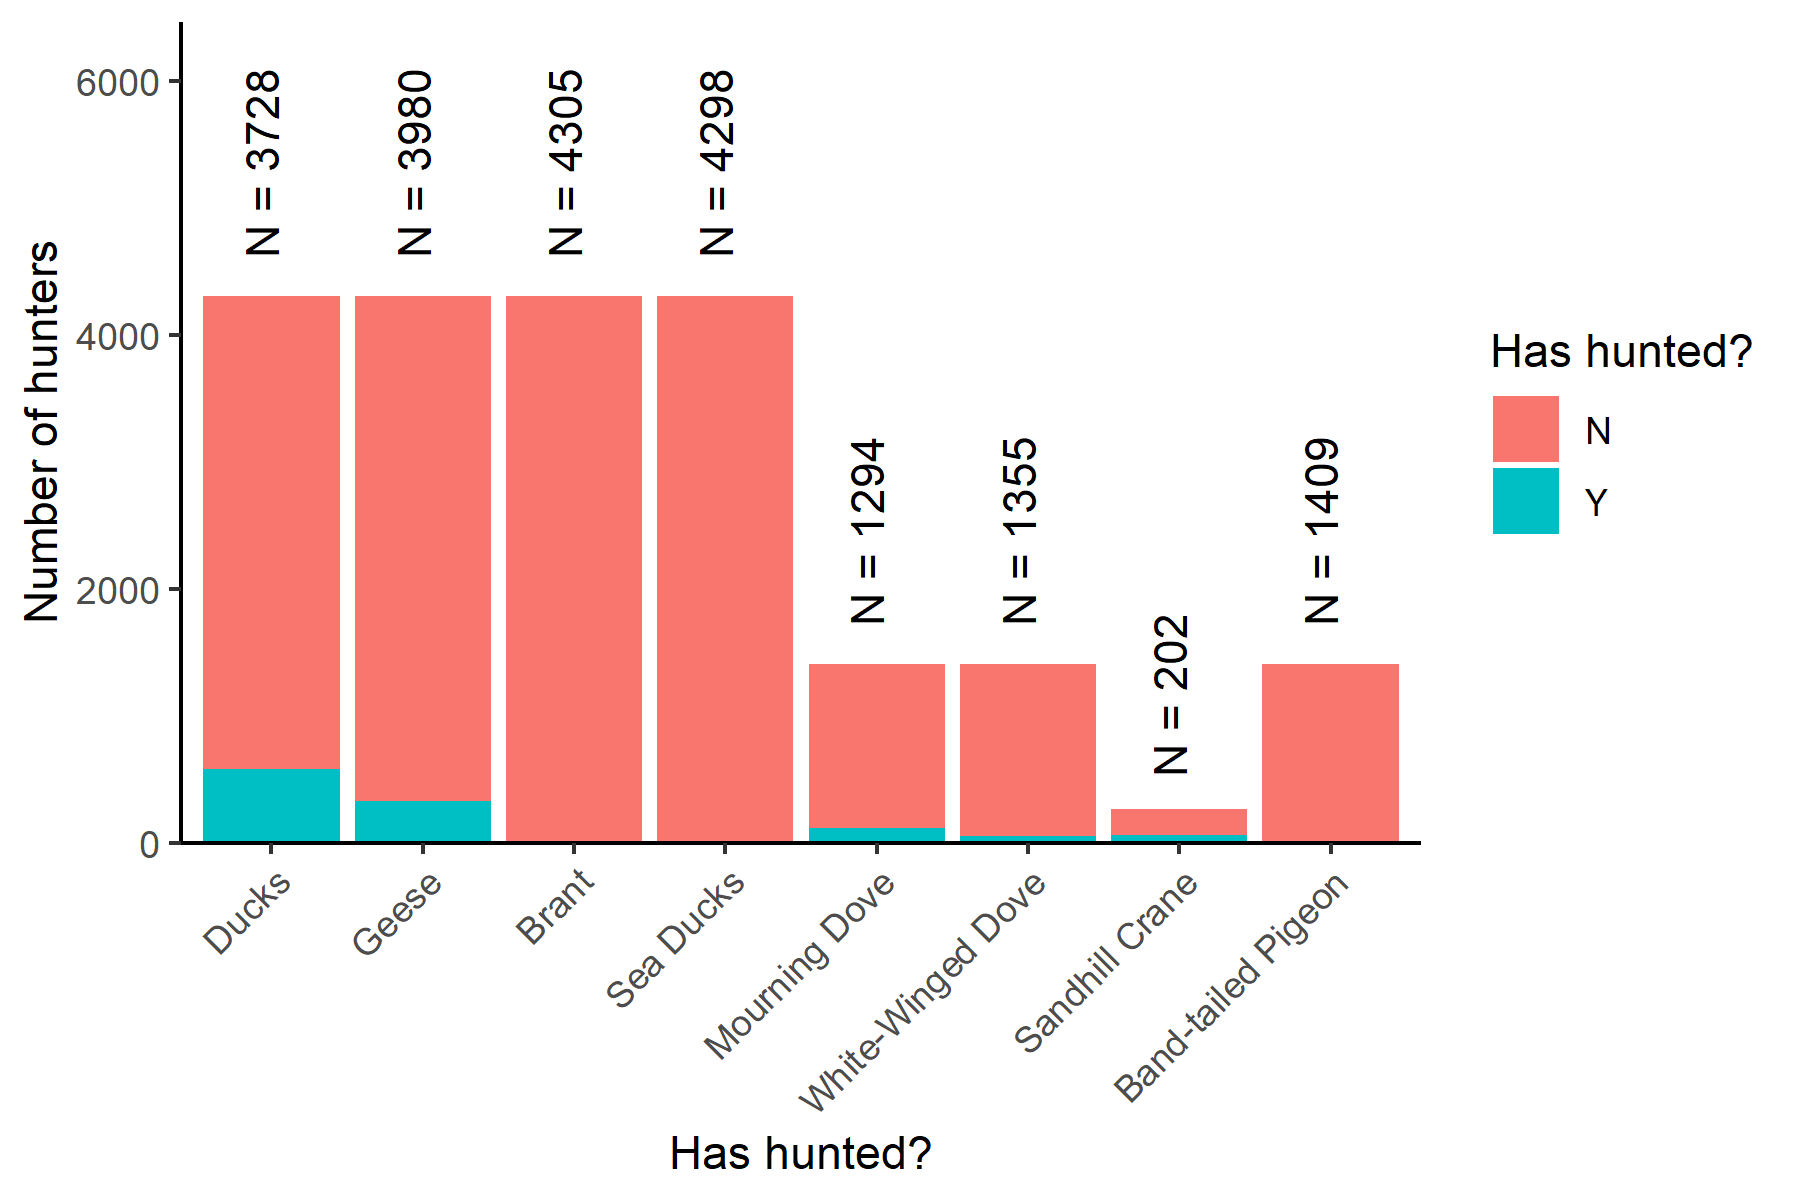 Number of hunters
6000
4000
2000
0
N = 3728
N = 3980
N = 4305
N = 4298
N = 1294
N = 1355
N = 202
N = 1409
Ducks
Geese
Brant
Sea Ducks
Mourning Dove
White-Winged Dove
Sandhill Crane
Band-tailed Pigeon
Has hunted?
Has hunted?
N
Y